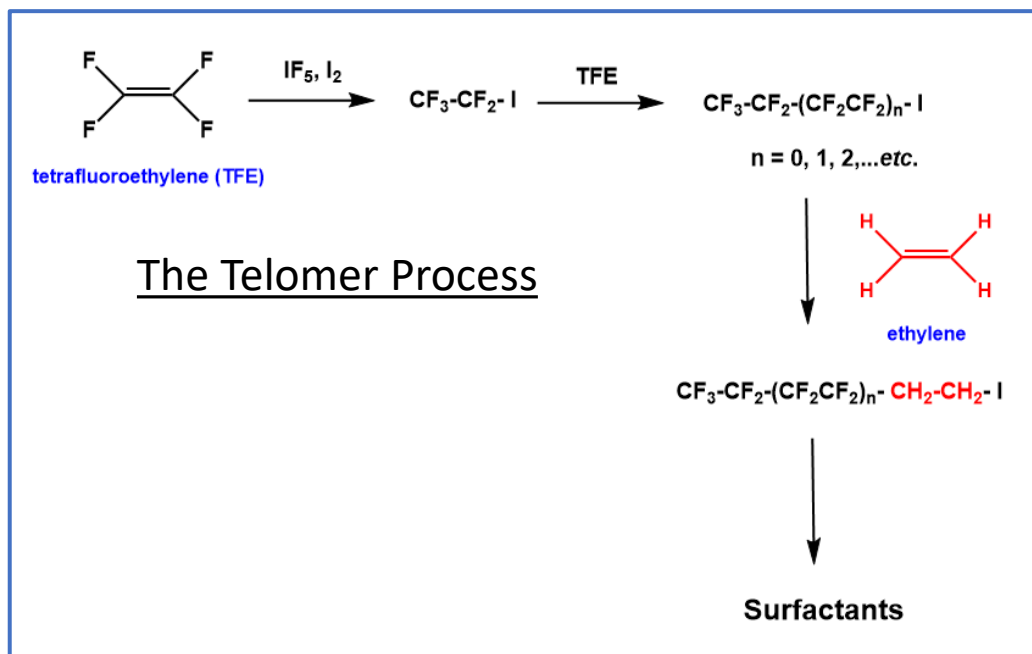 F F
IF₅, I₂
F F
tetrafluoroethylene (TFE)
CF₃-CF₂- I
TFE
CF₃-CF₂-(CF₂CF₂)ₙ- I
n = 0, 1, 2,...etc.
The Telomer Process
H H
H H
ethylene
CF₃-CF₂-(CF₂CF₂)ₙ- CH₂-CH₂- I
Surfactants